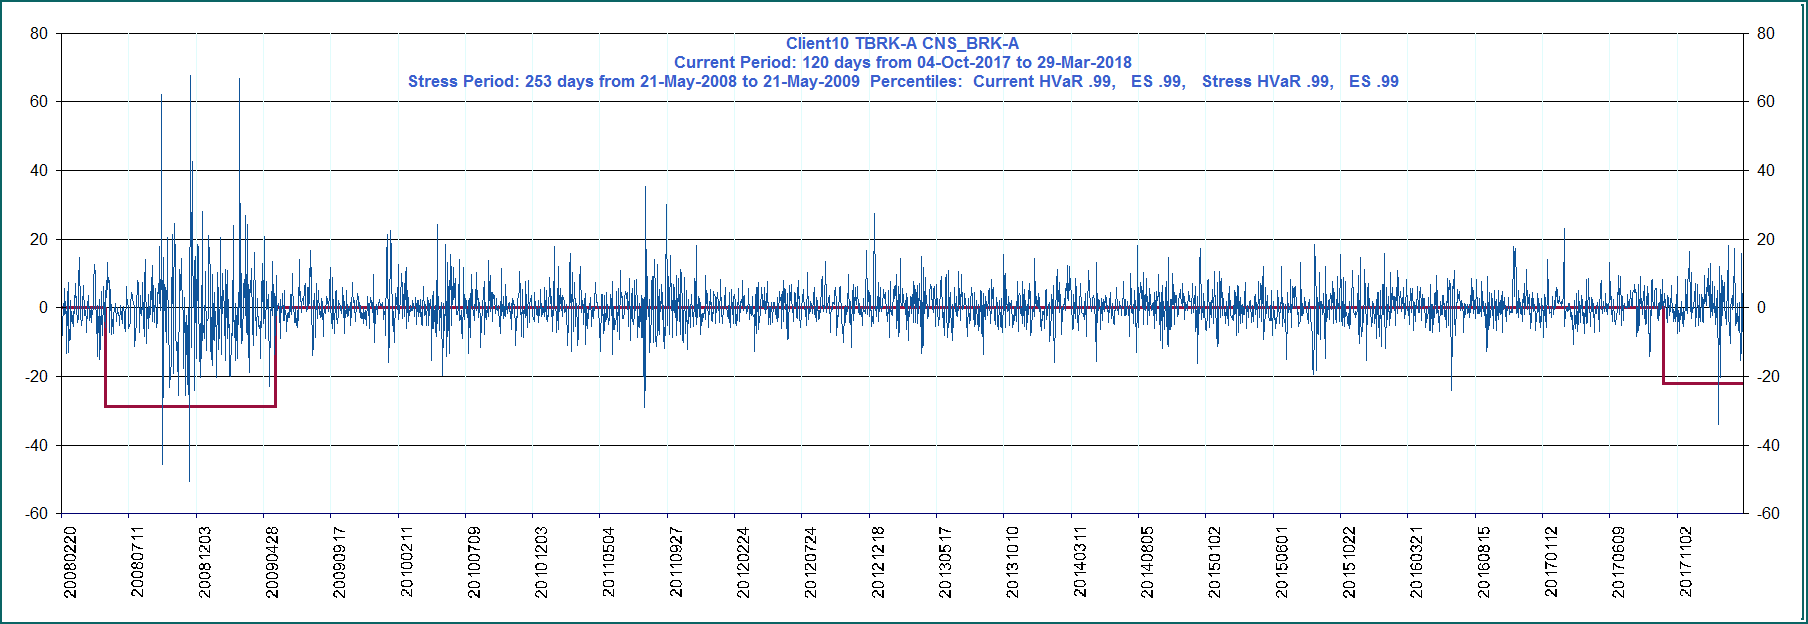 Client10 TBRK-A CNS_BRK-A
Current Period: 120 days from 04-Oct-2017 to 29-Mar-2018
Stress Period: 253 days from 21-May-2008 to 21-May-2009 Percentiles: Current HVaR .99, ES .99, Stress HVaR .99, ES .99
80 80
60 60
40 40
20 20
0 0
-20 -20
-40 -40
-60 -60
20080220 20080711 20081203 20090428 20090917 20100211 20100709 20101203 20110504 20110927 20120224 20120724 20121218 20130517 20131010 20140311 20140805 20150102 20150601 20151022 20160321 20160815 20170112 20170609 20171102